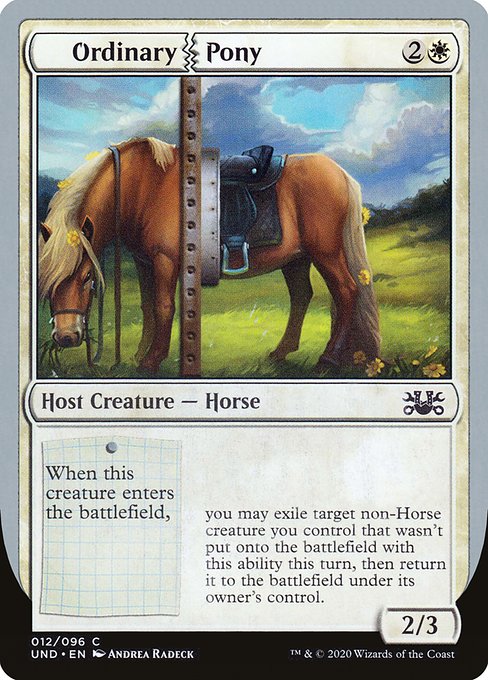 Ordinary Pony 2
Host Creature — Horse
When this
creature enters
the battlefield,
you may exile target non-Horse
creature you control that wasn't
put onto the battlefield with
this ability this turn, then return
it to the battlefield under its
owner's control.
2/3
012/096 C
UND • EN Andrea Radeck
™ & © 2020 Wizards of the Coast